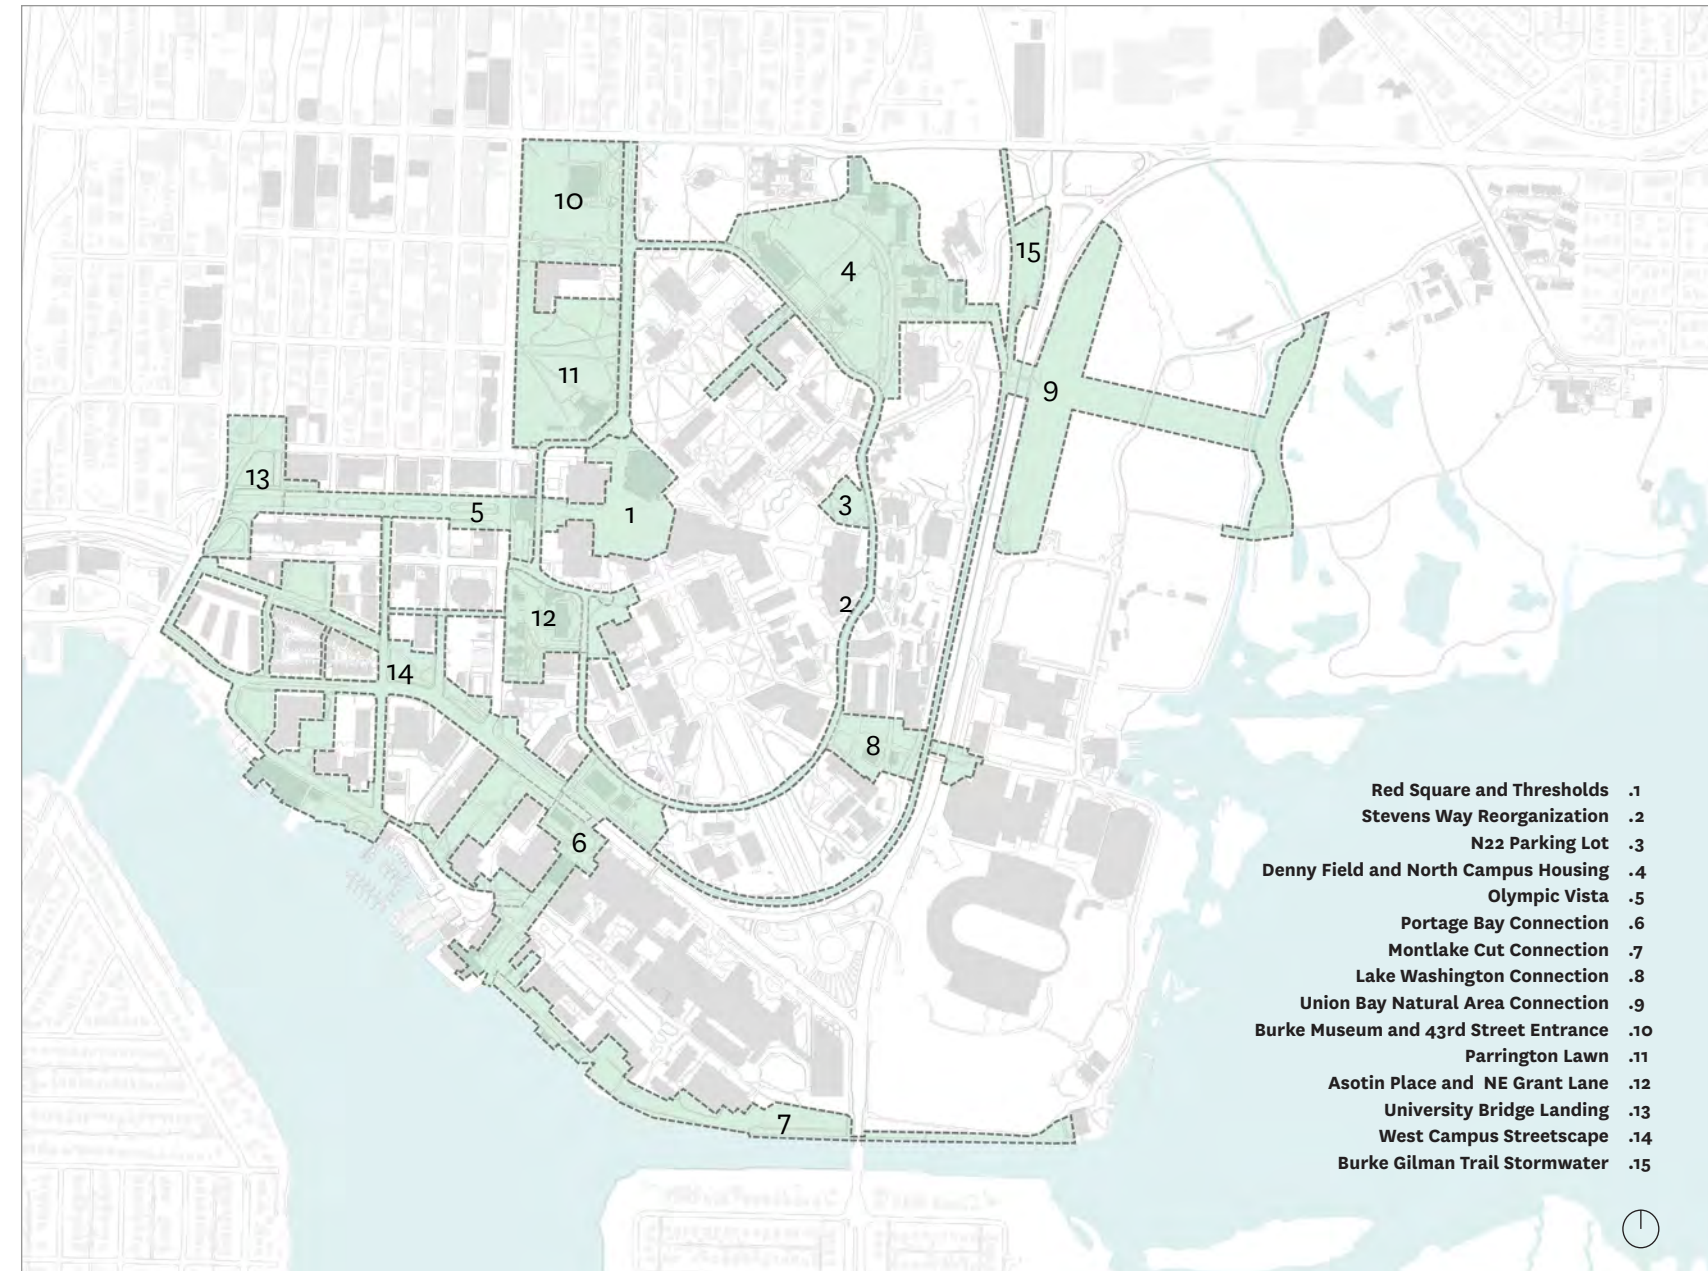 10
4
15
11
9
13
3
5
1
2
12
14
8
6
7
Red Square and Thresholds .1
Stevens Way Reorganization .2
N22 Parking Lot .3
Denny Field and North Campus Housing .4
Olympic Vista .5
Portage Bay Connection .6
Montlake Cut Connection .7
Lake Washington Connection .8
Union Bay Natural Area Connection .9
Burke Museum and 43rd Street Entrance .10
Parrington Lawn .11
Asotin Place and NE Grant Lane .12
University Bridge Landing .13
West Campus Streetscape .14
Burke Gilman Trail Stormwater .15